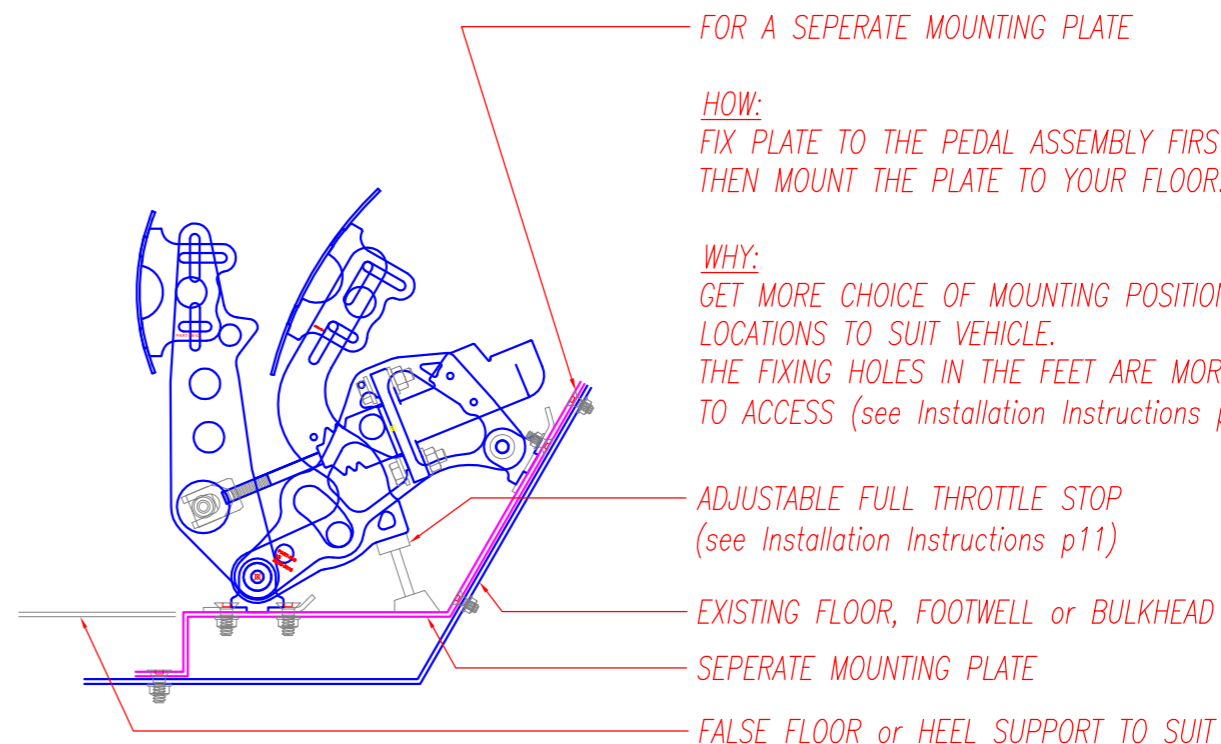 FOR A SEPERATE MOUNTING PLATE
HOW:
FIX PLATE TO THE PEDAL ASSEMBLY
THEN MOUNT THE PLATE TO YOUR FLOOR.
WHY:
GET MORE CHOICE OF MOUNTING
LOCATIONS TO SUIT VEHICLE.
THE FIXING HOLES IN THE FEET ARE
TO ACCESS (see Installation Instructions
ADJUSTABLE FULL THROTTLE STOP
(see Installation Instructions p11)
EXISTING FLOOR, FOOTWELL or BULKHEAD
SEPERATE MOUNTING PLATE
FALSE FLOOR or HEEL SUPPORT TO SUIT